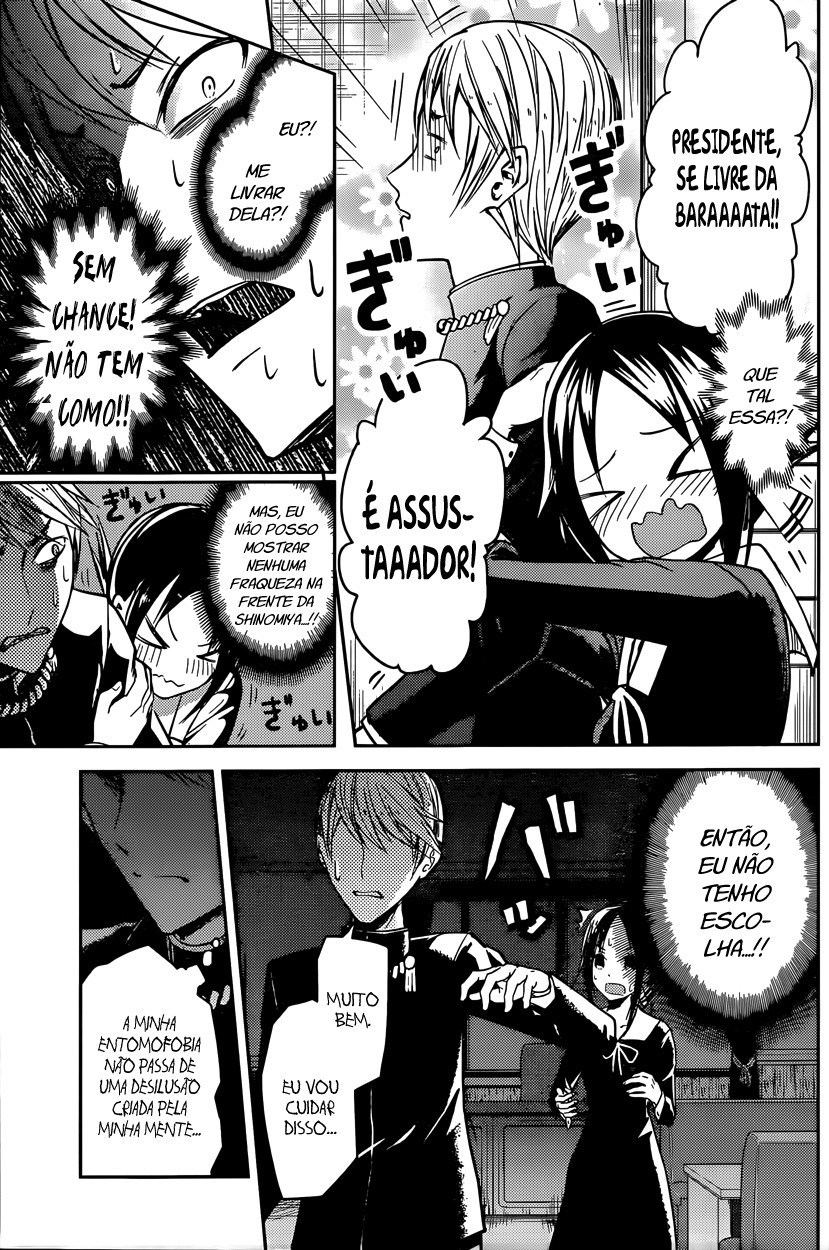 PRESIDENTE,
SE LIVRE DA
BARAAAATA!!
QUE
TAL
ESSA?!
ぎゅい
ぎゅい
É ASSUS-
TAAADOR!
EU?!
ME
LIVRAR
DELA?!
SEM
CHANCE!
NÃO TEM
COMO!!
MAS, EU
NÃO POSSO
MOSTRAR
NENHUMA
FRAQUEZA NA
FRENTE DA
SHINOMIYA...!!
ぎゅい
ぎゅい
ENTÃO,
EU NÃO
TENHO
ESCO-
LHA....!!
MUITO
BEM.
EU VOU
CUIDAR
DISSO...
A MINHA
ENTOMOFOBIA
NÃO PASSA DE
UMA DESILUSÃO
CRIADA PELA
MINHA MENTE...